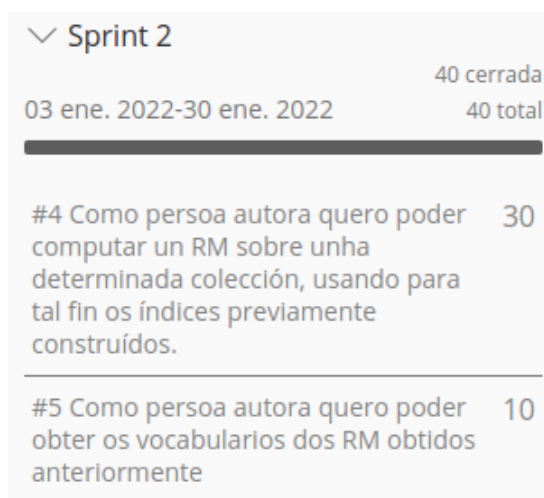 Sprint 2
40 cerrada
03 ene. 2022-30 ene. 2022 40 total
#4 Como persoa autora quero poder 30
computar un RM sobre unha
determinada colección, usando para
tal fin os índices previamente
construídos.
#5 Como persoa autora quero poder 10
obter os vocabularios dos RM obtidos
anteriormente